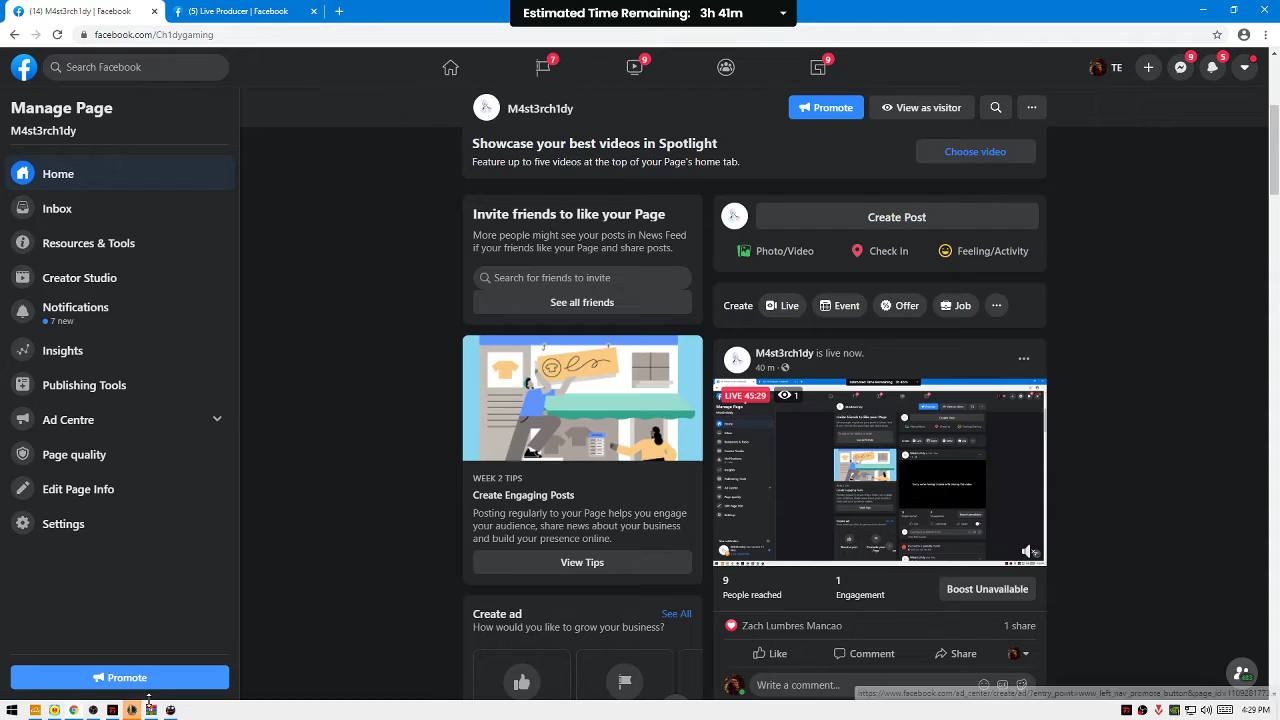 (14) M4st3rch1dy | Facebook
(5) Live Producer | Facebook
Estimated Time Remaining: 3h 41m
facebook.com/Ch1dygaming
Search Facebook
7
9
9
TE
9
5
Manage Page
M4st3rch1dy
Home
Inbox
Resources & Tools
Creator Studio
Notifications
7 new
Insights
Publishing Tools
Ad Centre
Page quality
Edit Page Info
Settings
Promote
M4st3rch1dy
Promote
View as visitor
Showcase your best videos in Spotlight
Feature up to five videos at the top of your Page's home tab.
Choose video
Invite friends to like your Page
More people might see your posts in News Feed
if your friends like your Page and share posts.
Search for friends to invite
See all friends
WEEK 2 TIPS
Create Engaging Posts
Posting regularly to your Page helps you engage
your audience, share news about your business
and build your presence online.
View Tips
Create ad
See All
How would you like to grow your business?
Create Post
Photo/Video
Check In
Feeling/Activity
Create
Live
Event
Offer
Job
M4st3rch1dy is live now.
40 m
LIVE 45:29
1
9
People reached
1
Engagement
Boost Unavailable
Zach Lumbres Mancao
1 share
Like
Comment
Share
Write a comment...
483
4:29 PM